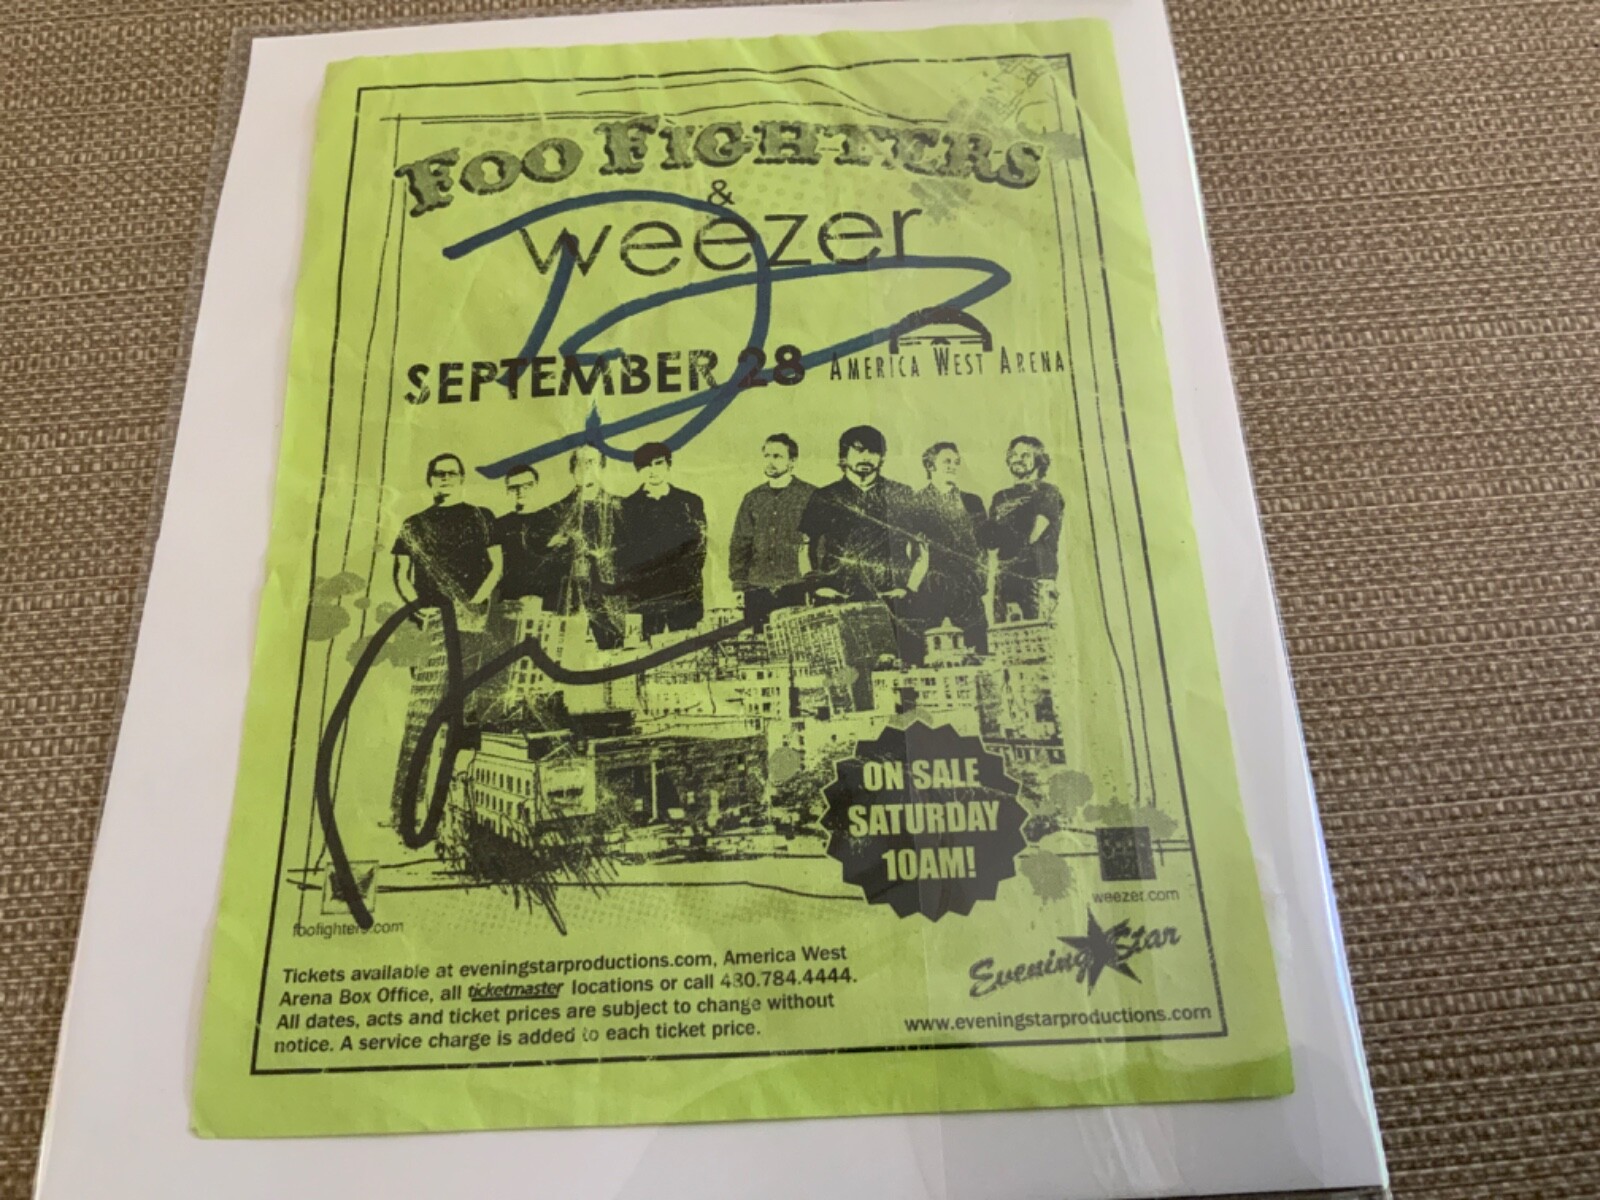 FOO FIGHTERS
&
weezer
SEPTEMBER 28
AMERICA WEST ARENA
ON SALE
SATURDAY
10AM!
foofighters.com
weezer.com
Evening Star
Tickets available at eveningstarproductions.com, America West
Arena Box Office, all ticketmaster locations or call 480.784.4444.
All dates, acts and ticket prices are subject to change without
notice. A service charge is added to each ticket price.
www.eveningstarproductions.com